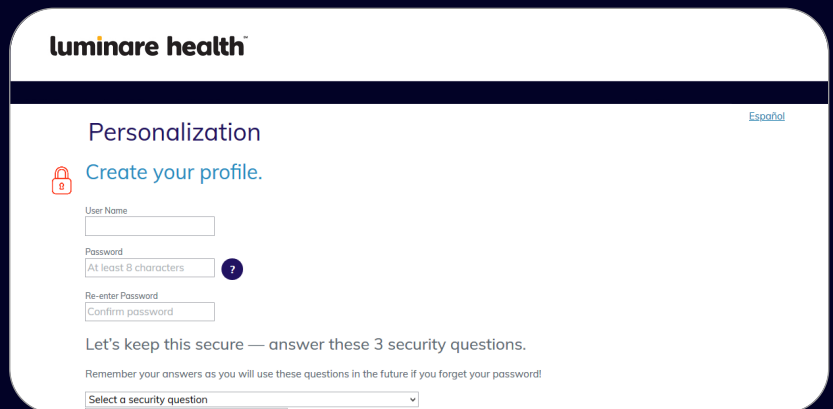 luminare health™
Español
Personalization
Create your profile.
User Name
Password
At least 8 characters
?
Re-enter Password
Confirm password
Let's keep this secure — answer these 3 security questions.
Remember your answers as you will use these questions in the future if you forget your password!
Select a security question